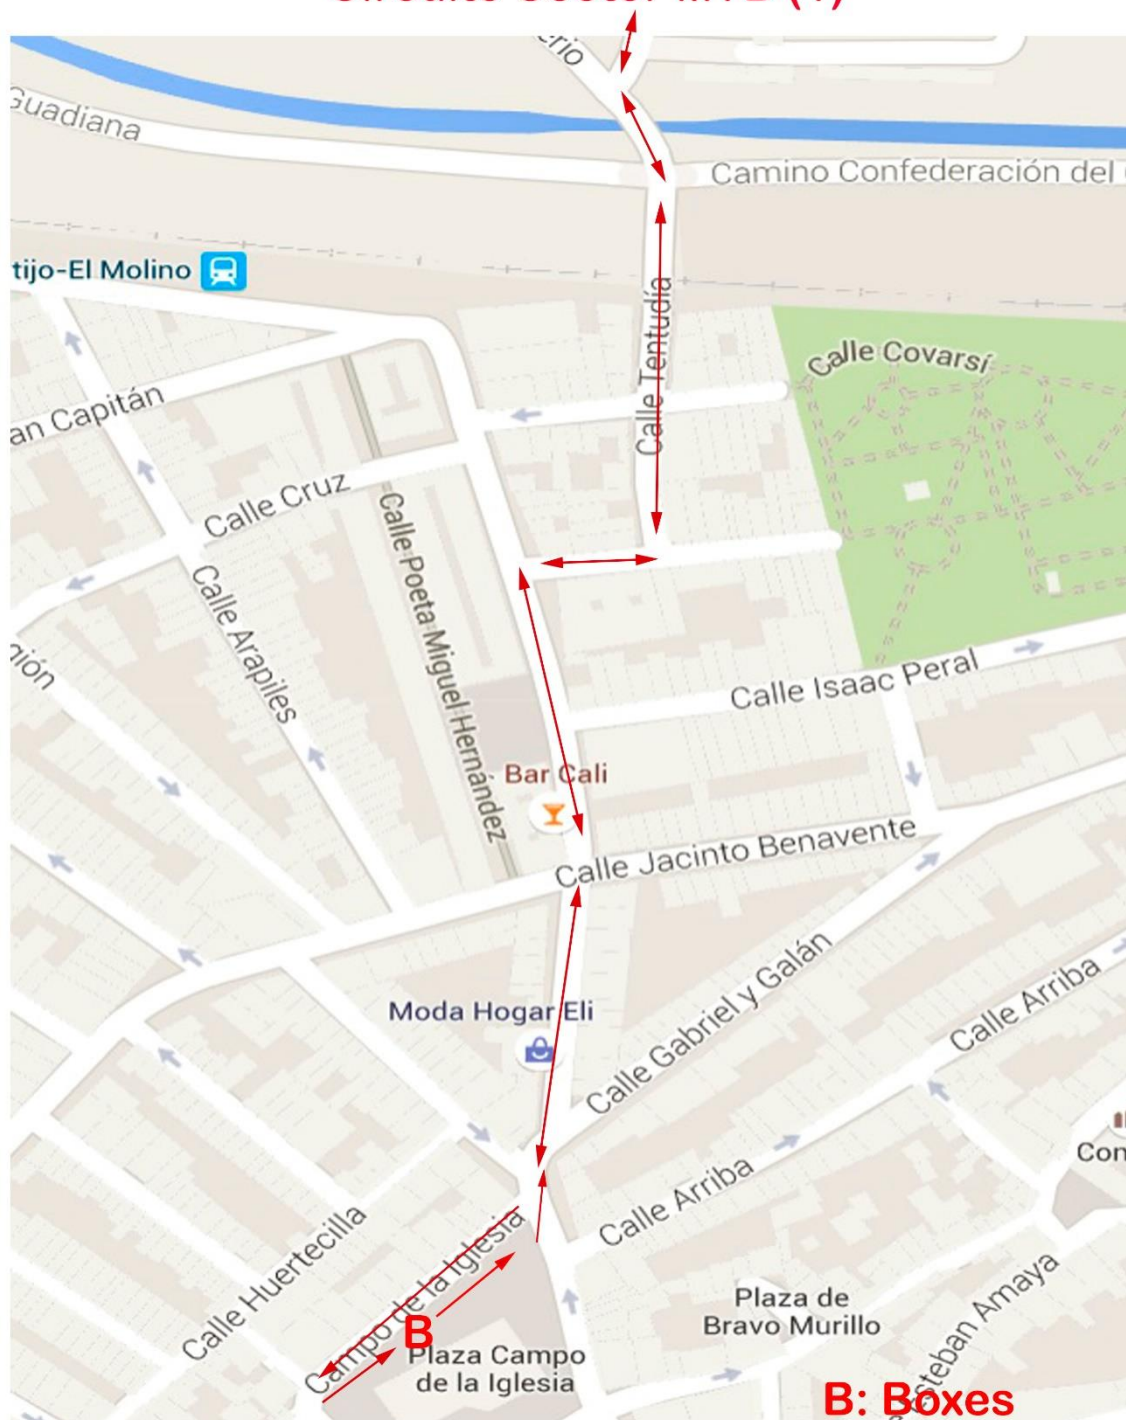 Guadiana
Camino Confederación del
tijo-El Molino
Calle Covarsí
Calle Tentudía
an Capitán
Calle Cruz
Calle Poeta Miguel Hernández
Calle Arapiles
Calle Isaac Peral
Bar Cali
Calle Jacinto Benavente
Moda Hogar Eli
Calle Gabriel y Galán
Calle Arriba
Con
Calle Arriba
Calle Huertecilla
Campo de la Iglesia
B
Plaza Campo
de la Iglesia
Plaza de
Bravo Murillo
Esteban Amaya
B: Boxes